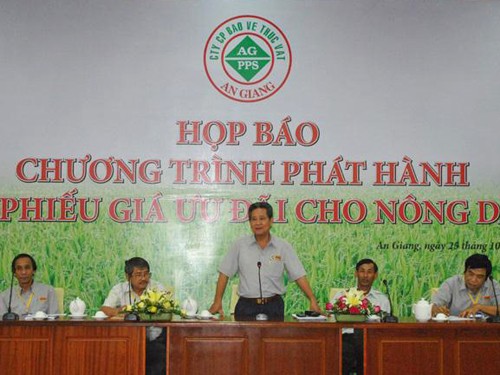 CTY CP BẢO VỆ THỰC VẬT
AG
PPS
AN GIANG
HỌP BÁO
CHƯƠNG TRÌNH PHÁT HÀNH
PHIẾU GIÁ ƯU ĐÃI CHO NÔNG D
An Giang, ngày 25 tháng 10